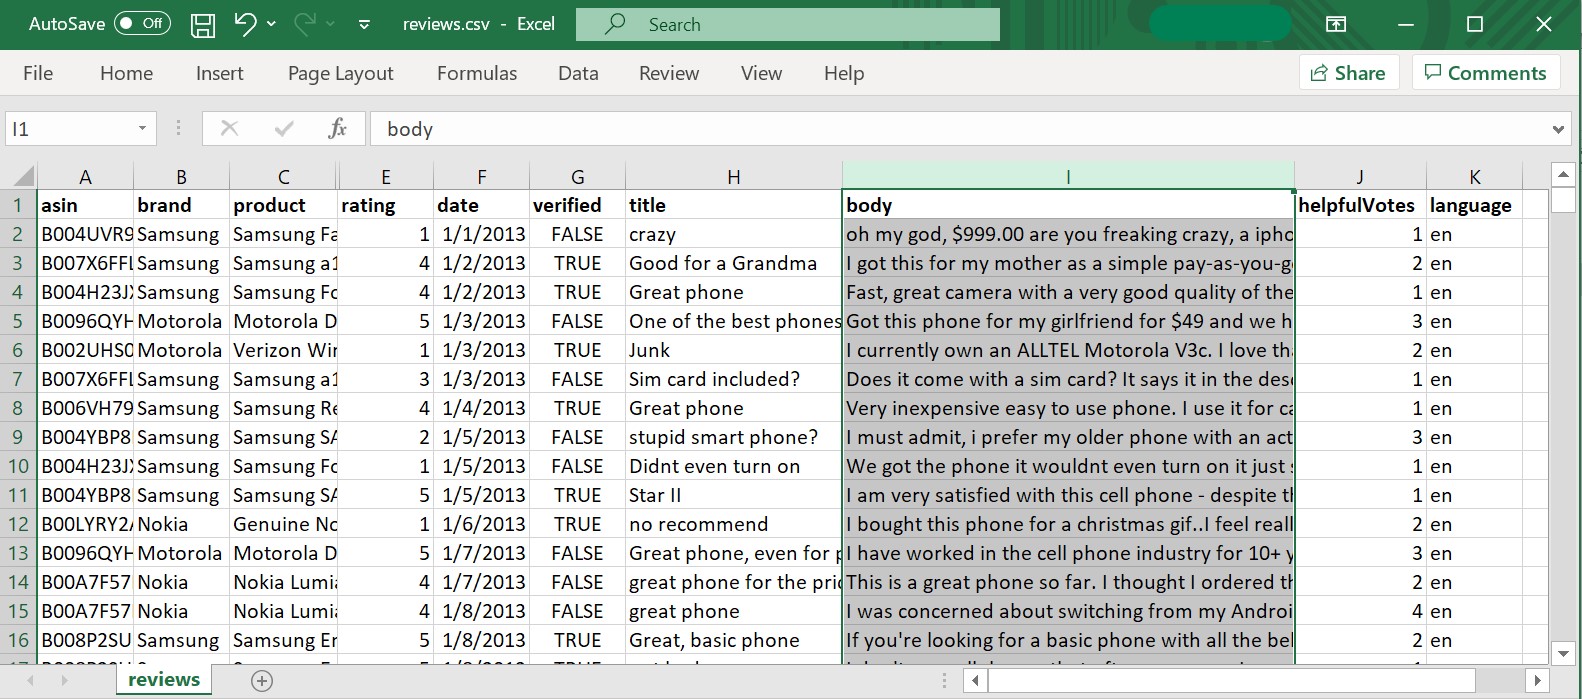 AutoSave Off reviews.csv - Excel Search
File Home Insert Page Layout Formulas Data Review View Help Share Comments
I1 fx body
A B C E F G H I J K
1 asin brand product rating date verified title body helpfulVotes language
2 B004UVR9 Samsung Samsung Fa 1 1/1/2013 FALSE crazy oh my god, $999.00 are you freaking crazy, a ipho 1 en
3 B007X6FFL Samsung Samsung a1 4 1/2/2013 TRUE Good for a Grandma I got this for my mother as a simple pay-as-you-g 2 en
4 B004H23J Samsung Samsung Fo 4 1/2/2013 TRUE Great phone Fast, great camera with a very good quality of the 1 en
5 B0096QYH Motorola Motorola D 5 1/3/2013 FALSE One of the best phones Got this phone for my girlfriend for $49 and we h 3 en
6 B002UHS0 Motorola Verizon Wir 1 1/3/2013 TRUE Junk I currently own an ALLTEL Motorola V3c. I love tha 2 en
7 B007X6FFL Samsung Samsung a1 3 1/3/2013 FALSE Sim card included? Does it come with a sim card? It says it in the des 1 en
8 B006VH79 Samsung Samsung Re 4 1/4/2013 TRUE Great phone Very inexpensive easy to use phone. I use it for ca 1 en
9 B004YBP8 Samsung Samsung SA 2 1/5/2013 FALSE stupid smart phone? I must admit, i prefer my older phone with an act 3 en
10 B004H23J Samsung Samsung Fo 1 1/5/2013 FALSE Didnt even turn on We got the phone it wouldnt even turn on it just 1 en
11 B004YBP8 Samsung Samsung SA 5 1/5/2013 TRUE Star II I am very satisfied with this cell phone - despite th 1 en
12 B00LYRY2 Nokia Genuine No 1 1/6/2013 TRUE no recommend I bought this phone for a christmas gif..I feel reall 2 en
13 B0096QYH Motorola Motorola D 5 1/7/2013 FALSE Great phone, even for p I have worked in the cell phone industry for 10+ y 3 en
14 B00A7F57 Nokia Nokia Lumia 4 1/7/2013 FALSE great phone for the pric This is a great phone so far. I thought I ordered th 2 en
15 B00A7F57 Nokia Nokia Lumia 4 1/8/2013 FALSE great phone I was concerned about switching from my Androi 4 en
16 B008P2SU Samsung Samsung En 5 1/8/2013 TRUE Great, basic phone If you're looking for a basic phone with all the bel 2 en
reviews